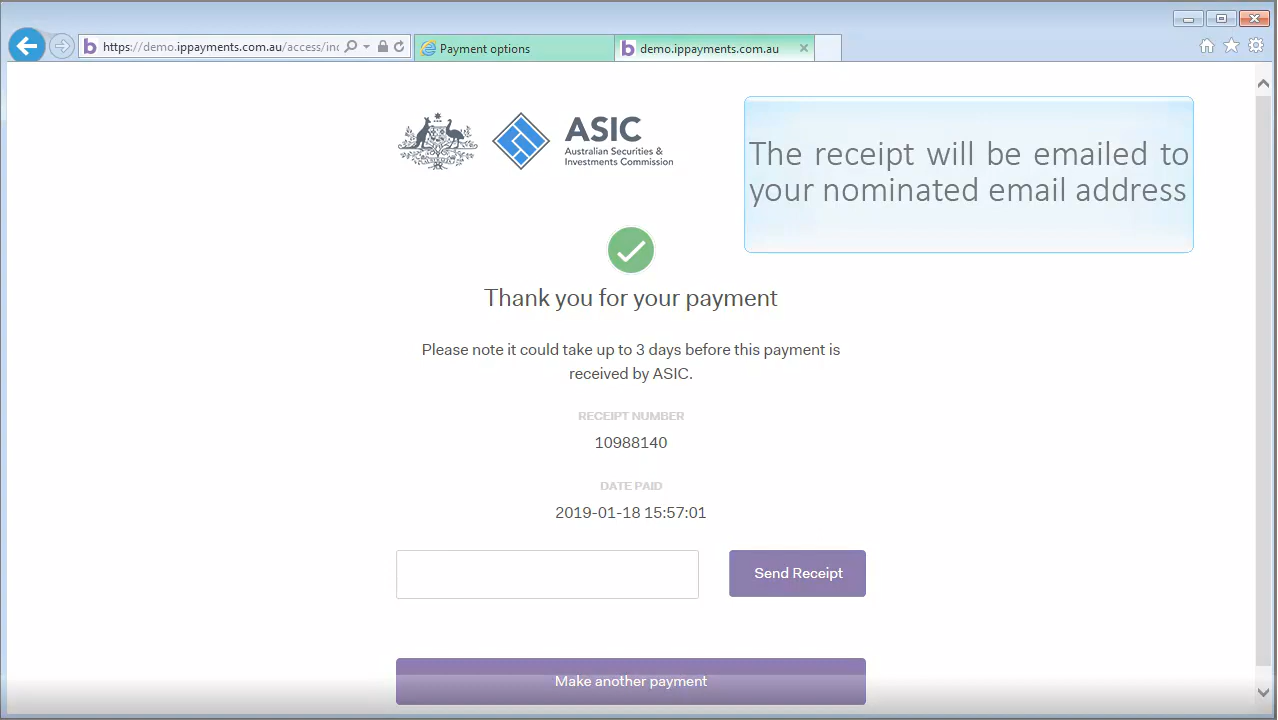 https://demo.ippayments.com.au/access/in
Payment options
demo.ippayments.com.au
ASIC
Australian Securities &
Investments Commission
The receipt will be emailed to
your nominated email address
Thank you for your payment
Please note it could take up to 3 days before this payment is
received by ASIC.
RECEIPT NUMBER
10988140
DATE PAID
2019-01-18 15:57:01
Send Receipt
Make another payment